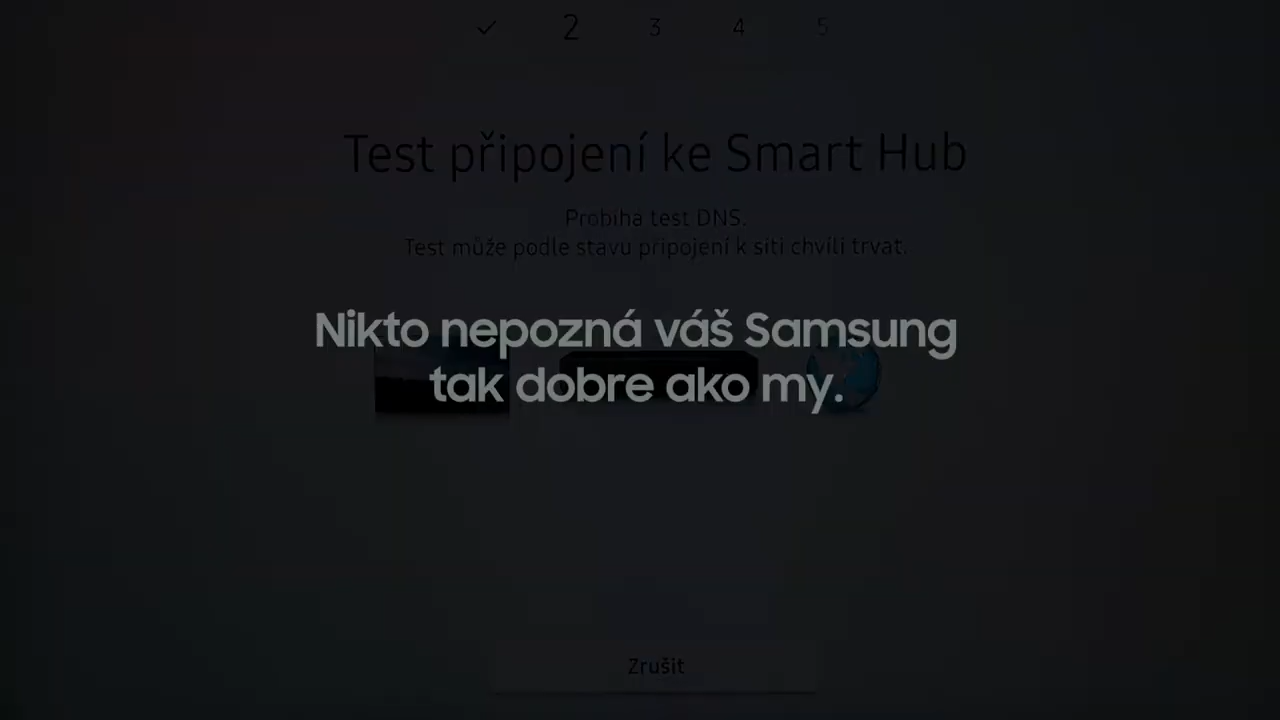 ✓ 2 3 4 5
Test připojení ke Smart Hub
Probíhá test DNS.
Test může podle stavu připojení k síti chvíli trvat.
Nikto nepozná váš Samsung
tak dobre ako my.
Zrušit